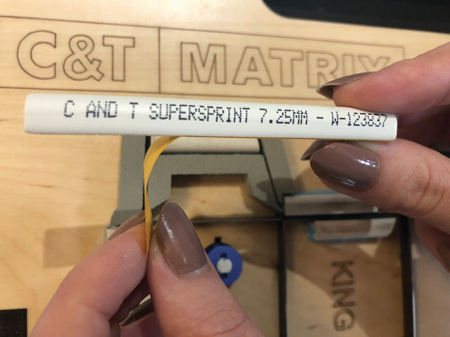 C&T MATRIX
C AND T SUPERSPRINT 7.25MM - W-123837
KING